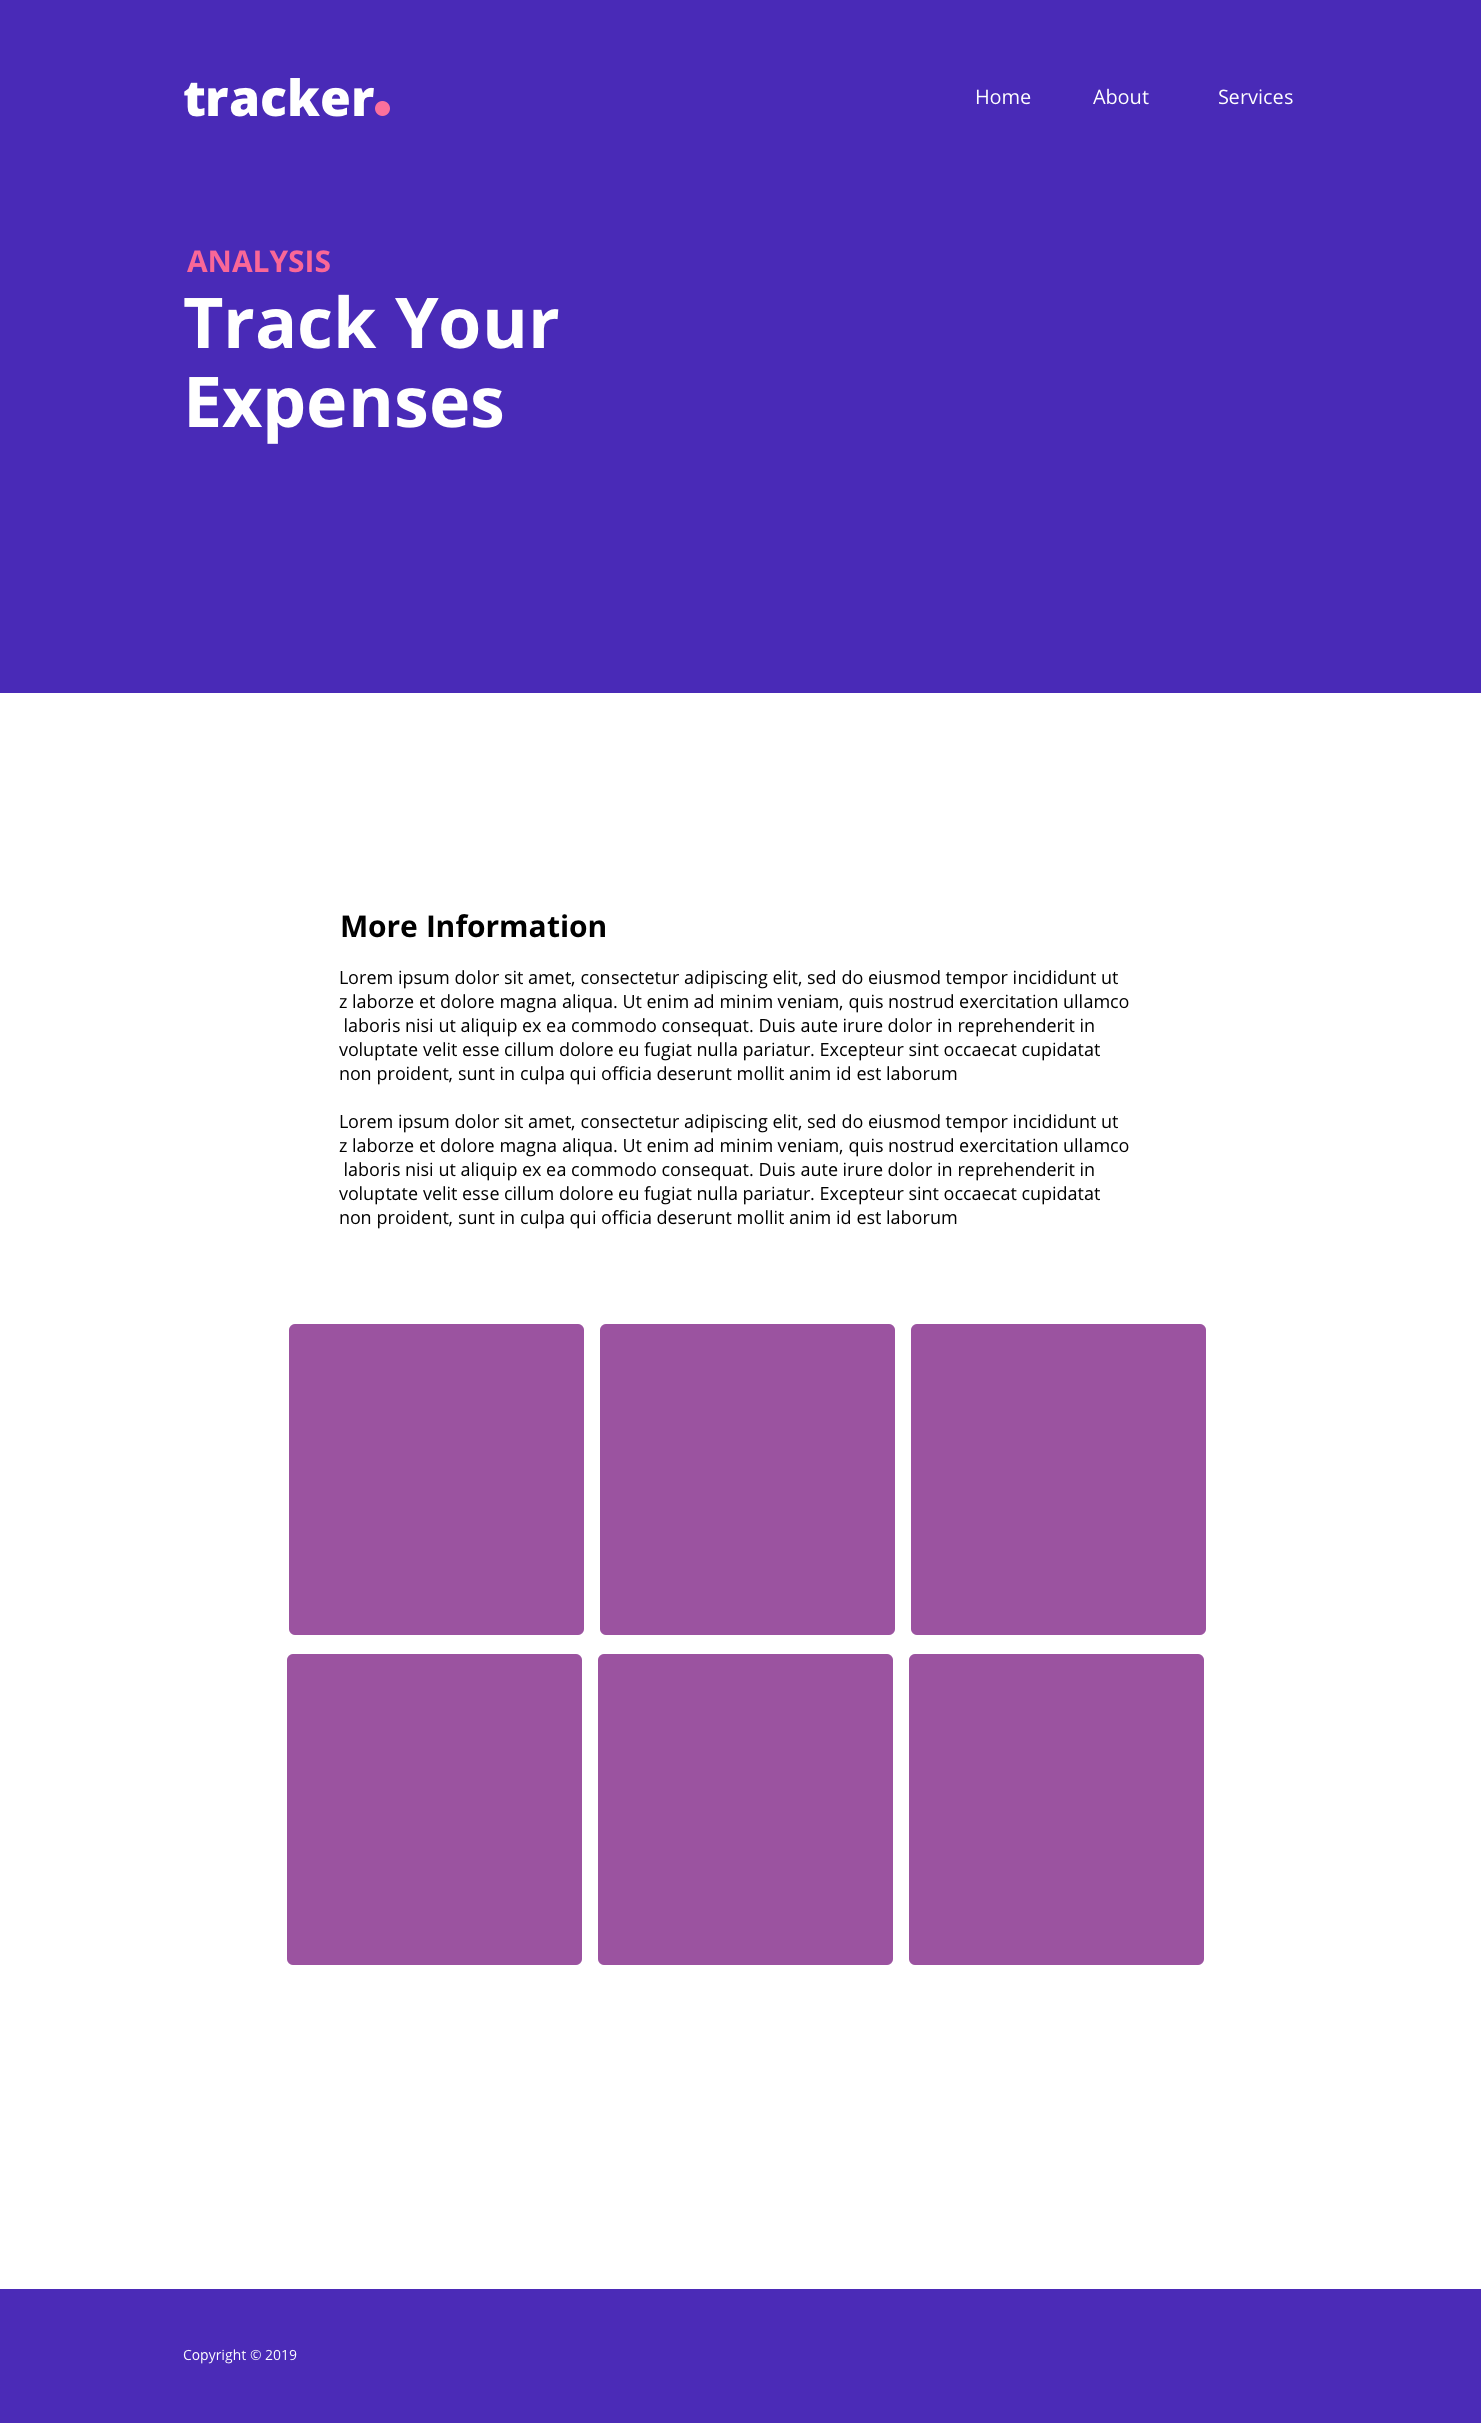 tracker.
Home About Services
ANALYSIS
Track Your
Expenses
More Information
Lorem ipsum dolor sit amet, consectetur adipiscing elit, sed do eiusmod tempor incididunt ut
z laborze et dolore magna aliqua. Ut enim ad minim veniam, quis nostrud exercitation ullamco
laboris nisi ut aliquip ex ea commodo consequat. Duis aute irure dolor in reprehenderit in
voluptate velit esse cillum dolore eu fugiat nulla pariatur. Excepteur sint occaecat cupidatat
non proident, sunt in culpa qui officia deserunt mollit anim id est laborum
Lorem ipsum dolor sit amet, consectetur adipiscing elit, sed do eiusmod tempor incididunt ut
z laborze et dolore magna aliqua. Ut enim ad minim veniam, quis nostrud exercitation ullamco
laboris nisi ut aliquip ex ea commodo consequat. Duis aute irure dolor in reprehenderit in
voluptate velit esse cillum dolore eu fugiat nulla pariatur. Excepteur sint occaecat cupidatat
non proident, sunt in culpa qui officia deserunt mollit anim id est laborum
Copyright © 2019